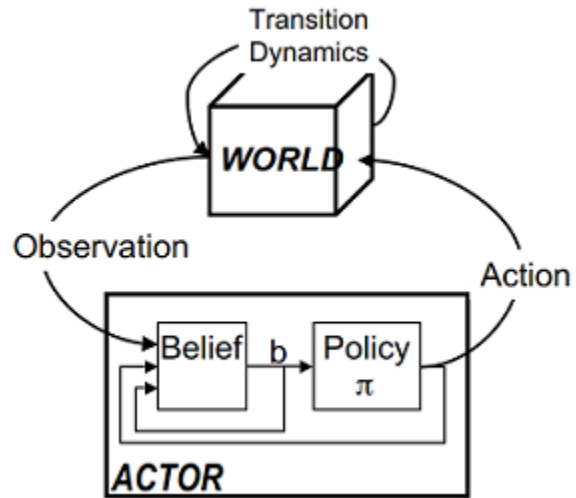 Transition
Dynamics
WORLD
Observation
Action
Belief
b
Policy
π
ACTOR